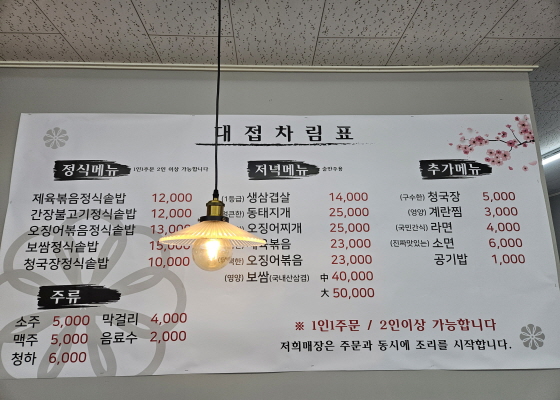 대접차림표
정식메뉴 1인1주문 2인 이상 가능합니다
제육볶음정식솥밥 12,000
간장불고기정식솥밥 12,000
오징어볶음정식솥밥 13,000
보쌈정식솥밥 15,000
청국장정식솥밥 10,000
주류
소주 5,000 막걸리 4,000
맥주 5,000 음료수 2,000
청하 6,000
저녁메뉴
(1등급) 생삼겹살 14,000
동태지개 25,000
오징어찌개 25,000
볶음 23,000
오징어볶음 23,000
(영양) 보쌈(국내산삼겹) 中 40,000
大 50,000
추가메뉴
(구수한) 청국장 5,000
(영양) 계란찜 3,000
(국민간식) 라면 4,000
(진짜맛있는) 소면 6,000
공기밥 1,000
※ 1인1주문 / 2인이상 가능합니다
저희매장은 주문과 동시에 조리를 시작합니다.